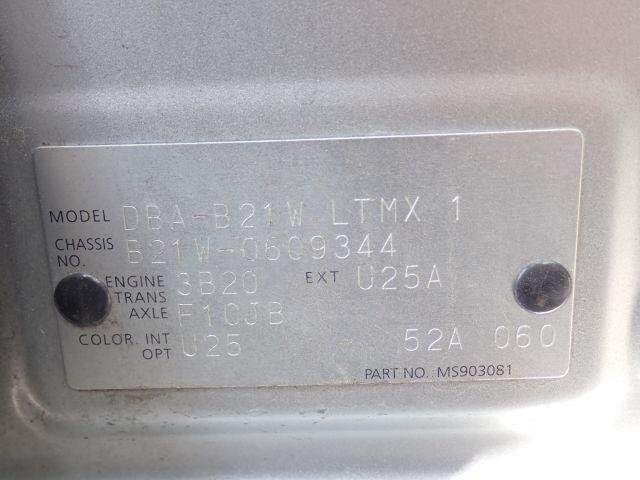 MODEL DBA-B21W LTMX 1
CHASSIS NO. B21W-0609344
ENGINE 3B20 EXT U25A
TRANS AXLE F1CJB
COLOR. INT OPT U25 52A 060
PART NO. MS903081